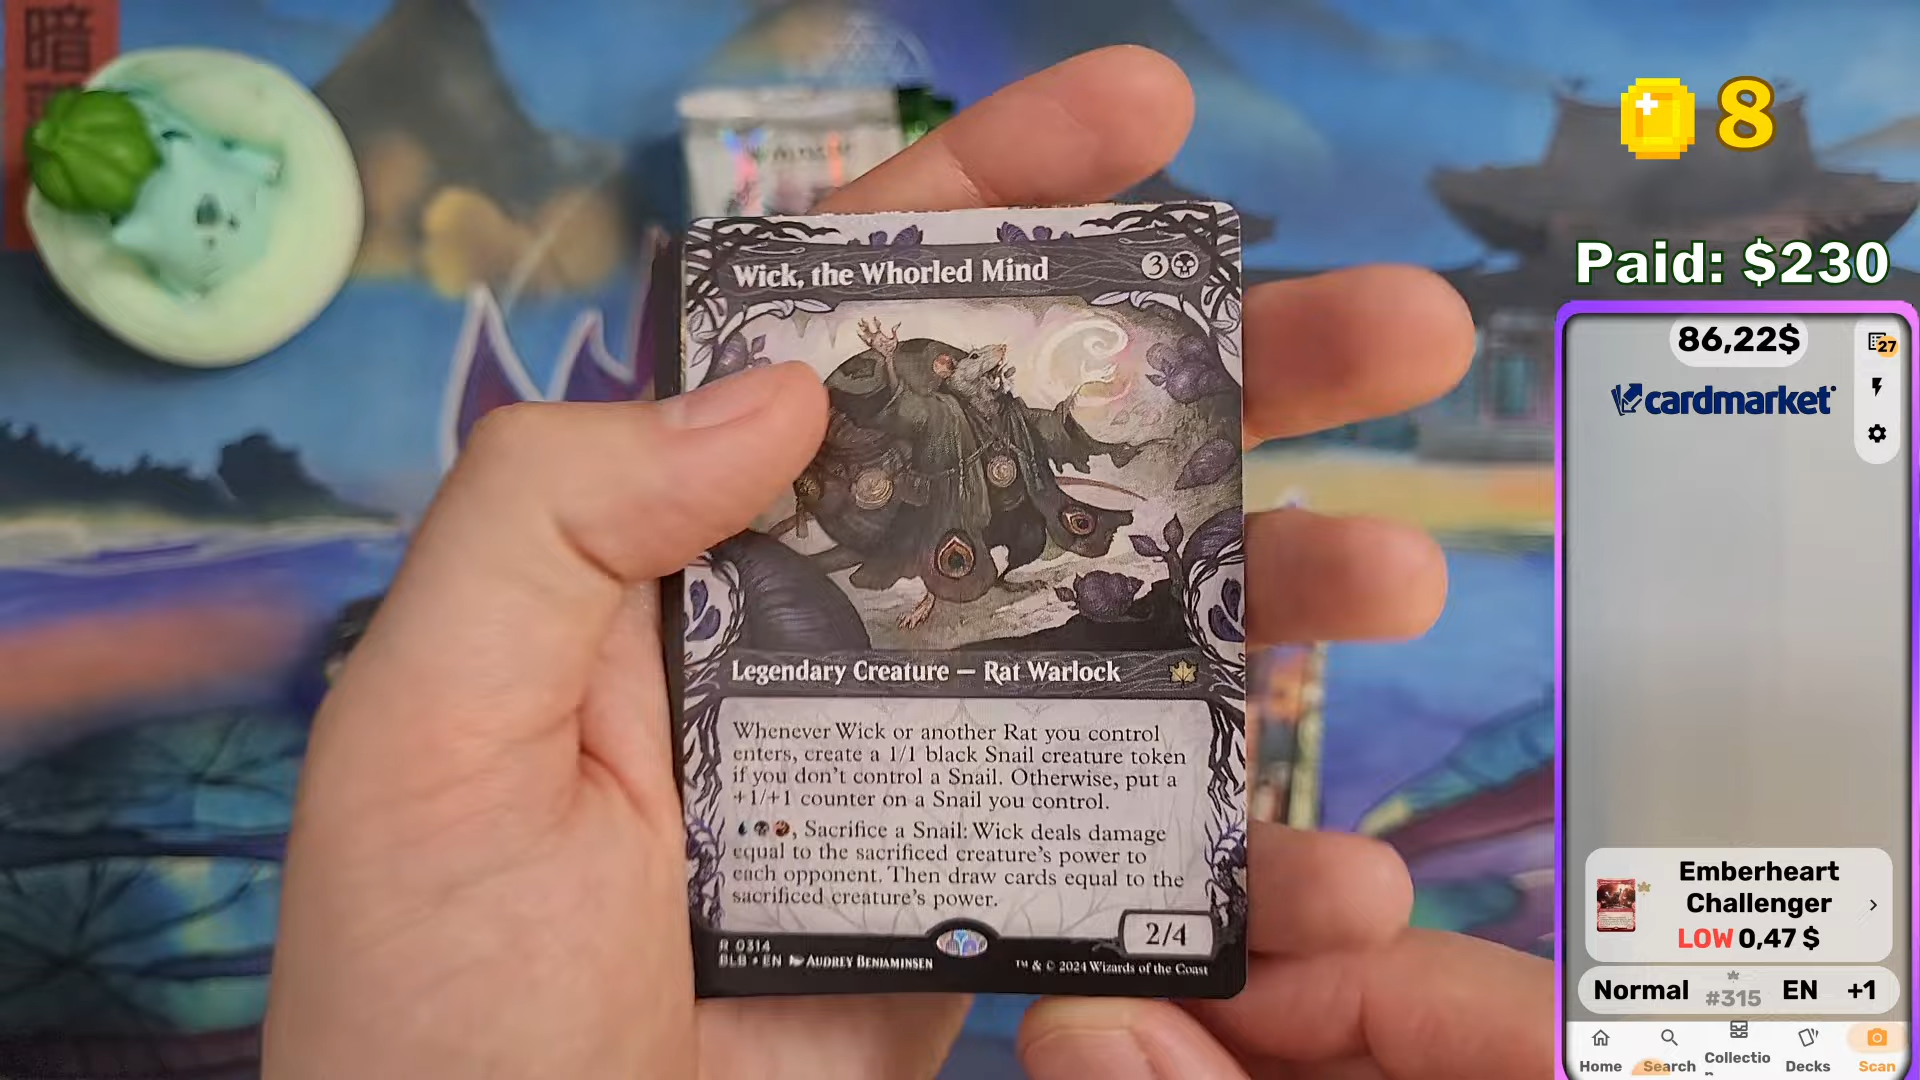 暗
8
Paid: $230
Wick, the Whorled Mind
3
Legendary Creature — Rat Warlock
Whenever Wick or another Rat you control
enters, create a 1/1 black Snail creature token
if you don't control a Snail. Otherwise, put a
+1/+1 counter on a Snail you control.
, Sacrifice a Snail: Wick deals damage
equal to the sacrificed creature's power to
each opponent. Then draw cards equal to the
sacrificed creature's power.
2/4
R 0314
BLB • EN AUDREY BENJAMINSEN
™ & © 2024 Wizards of the Coast
86,22$
27
cardmarket
Emberheart
Challenger
LOW 0,47 $
Normal #315 EN +1
Home Search Collectio
n Decks Scan